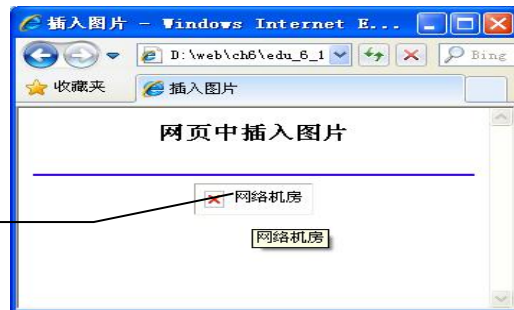 插入图片 - Windows Internet E...
D:\web\ch6\edu_6_1
Bing
收藏夹
插入图片
网页中插入图片
网络机房
网络机房